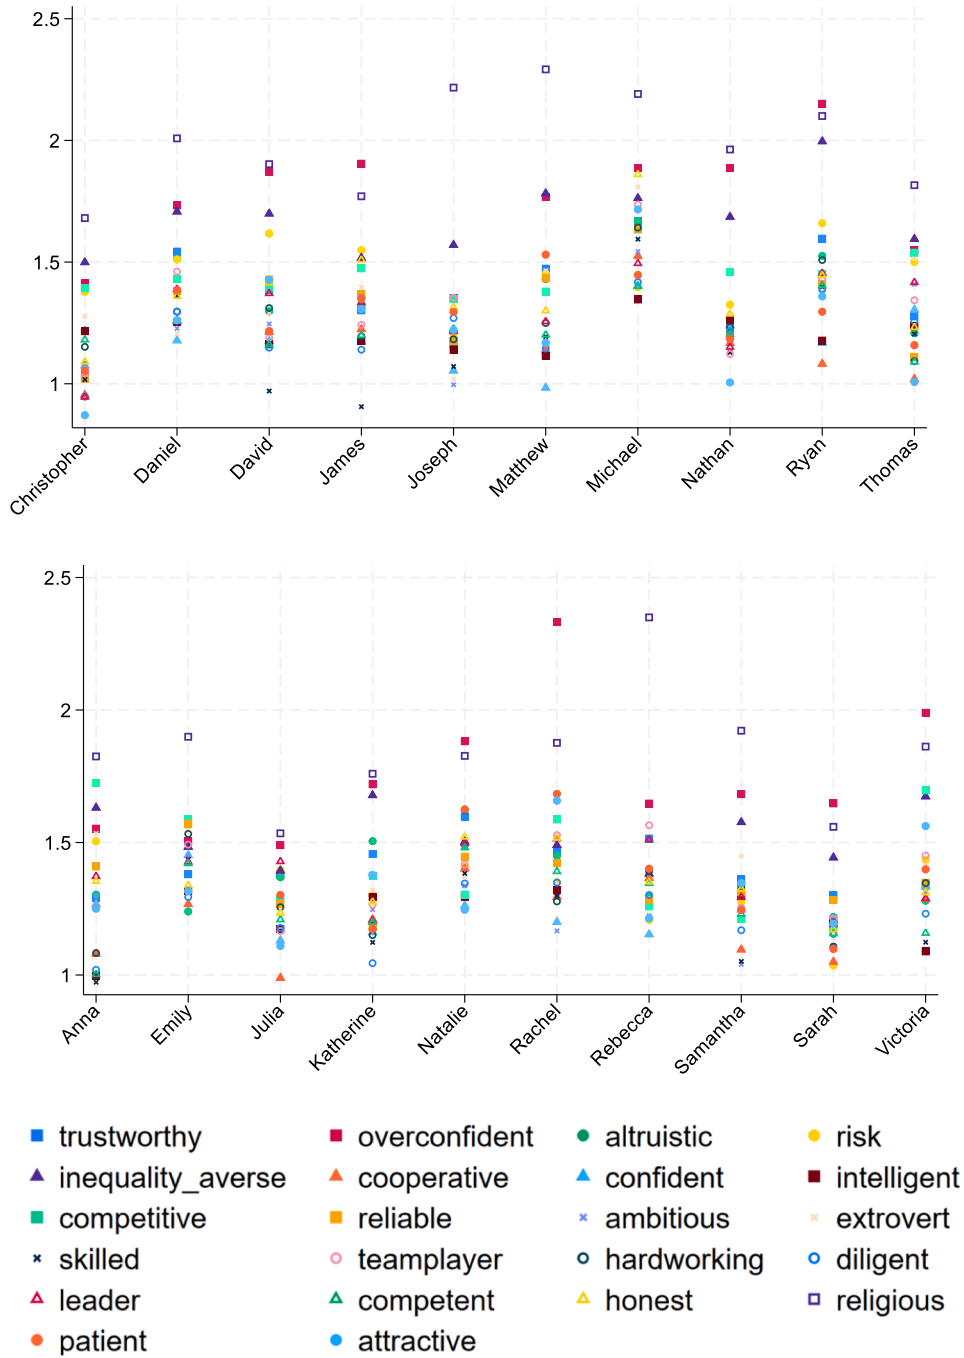 2.5
2
1.5
1
Christopher Daniel David James Joseph Matthew Michael Nathan Ryan Thomas
2.5
2
1.5
1
Anna Emily Julia Katherine Natalie Rachel Rebecca Samantha Sarah Victoria
trustworthy overconfident altruistic risk
inequality_averse cooperative confident intelligent
competitive reliable ambitious extrovert
skilled teamplayer hardworking diligent
leader competent honest religious
patient attractive